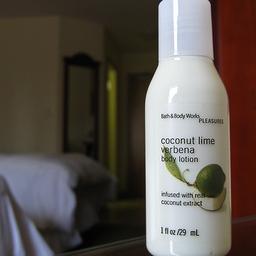 Bath & Body Works PLEASURES
coconut lime
verbena
body lotion
infused with real
coconut extract
1 fl oz/29 mL